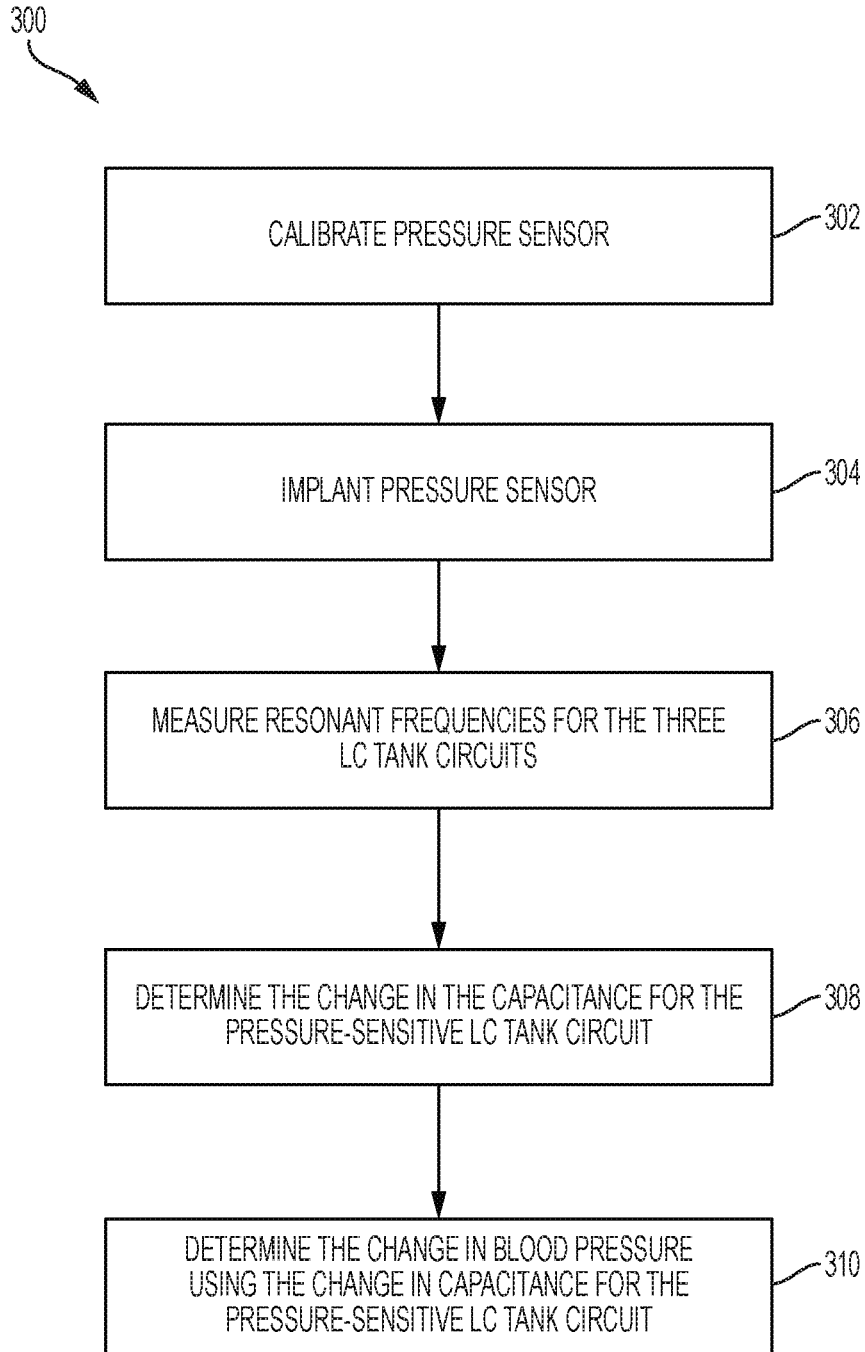 300
CALIBRATE PRESSURE SENSOR
302
IMPLANT PRESSURE SENSOR
304
MEASURE RESONANT FREQUENCIES FOR THE THREE
LC TANK CIRCUITS
306
DETERMINE THE CHANGE IN THE CAPACITANCE FOR THE
PRESSURE-SENSITIVE LC TANK CIRCUIT
308
DETERMINE THE CHANGE IN BLOOD PRESSURE
USING THE CHANGE IN CAPACITANCE FOR THE
PRESSURE-SENSITIVE LC TANK CIRCUIT
310